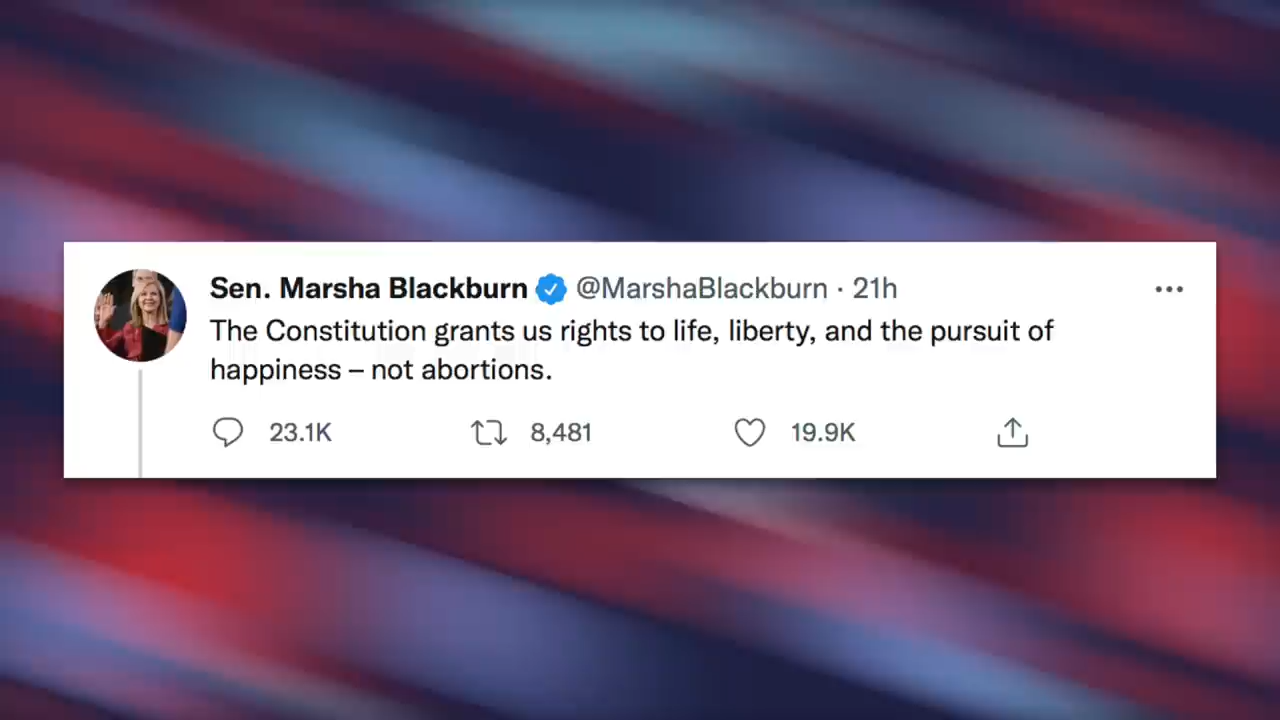 Sen. Marsha Blackburn @MarshaBlackburn · 21h
The Constitution grants us rights to life, liberty, and the pursuit of
happiness – not abortions.
23.1K 8,481 19.9K